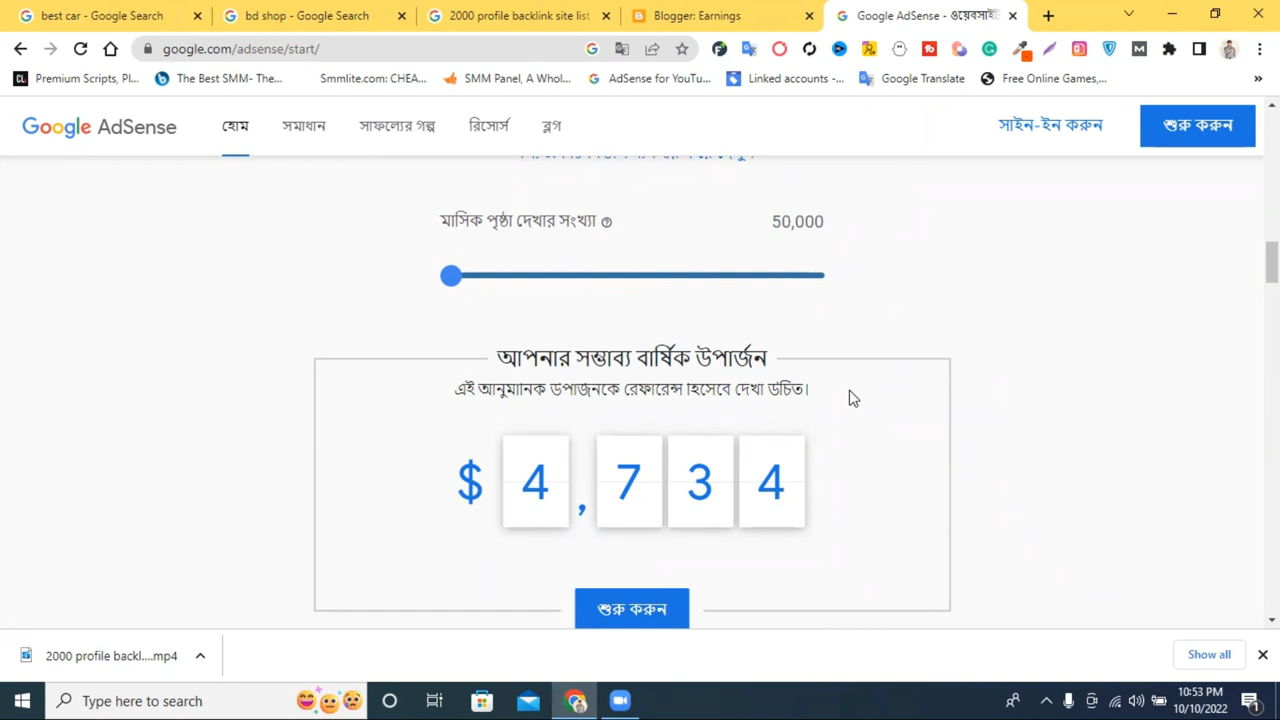 best car - Google Search
bd shop - Google Search
2000 profile backlink site list
Blogger: Earnings
Google AdSense - ওয়েবসাইট
google.com/adsense/start/
Premium Scripts, Pl...
The Best SMM- The...
Smmlite.com: CHEA...
SMM Panel, A Whol...
AdSense for YouTu...
Linked accounts -...
Google Translate
Free Online Games,...
Google AdSense
হোম
সমাধান
সাফল্যের গল্প
রিসোর্স
ব্লগ
সাইন-ইন করুন
শুরু করুন
মাসিক পৃষ্ঠা দেখার সংখ্যা
50,000
আপনার সম্ভাব্য বার্ষিক উপার্জন
এই আনুমানিক উপার্জনকে রেফারেন্স হিসেবে দেখা উচিত।
$ 4,734
শুরু করুন
2000 profile backl....mp4
Show all
Type here to search
10:53 PM
10/10/2022